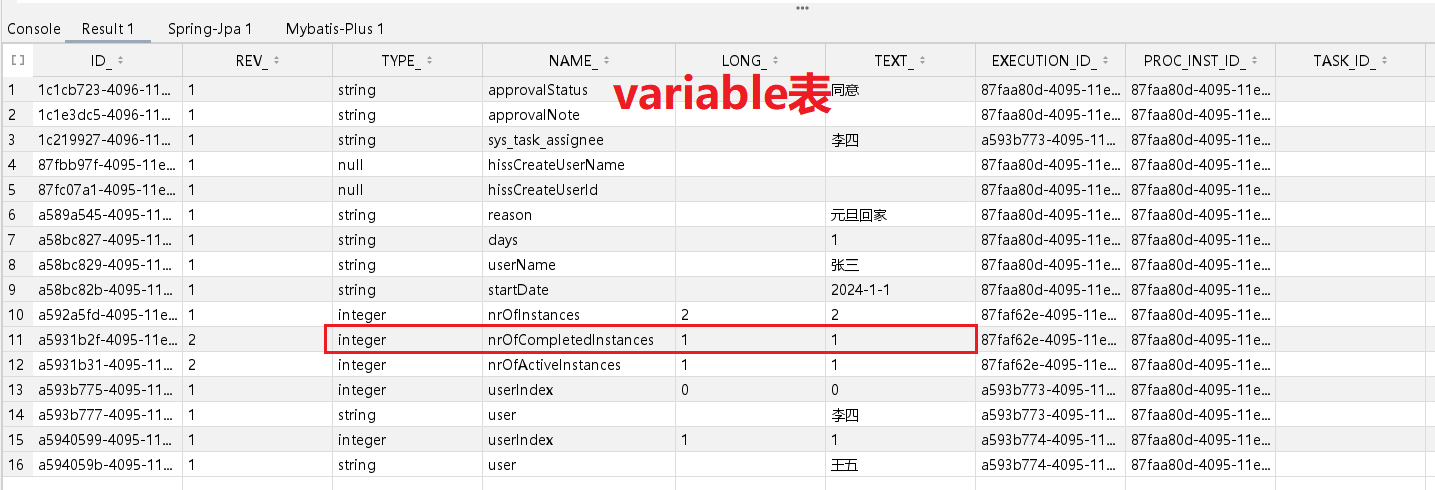 Console Result 1 Spring-Jpa 1 Mybatis-Plus 1
ID_ REV_ TYPE_ NAME_ LONG_ TEXT_ EXECUTION_ID_ PROC_INST_ID_ TASK_ID_
variable表
1 1c1cb723-4096-11... 1 string approvalStatus 同意 87faa80d-4095-11e... 87faa80d-4095-11e...
2 1c1e3dc5-4096-11... 1 string approvalNote 87faa80d-4095-11e... 87faa80d-4095-11e...
3 1c219927-4096-11... 1 string sys_task_assignee 李四 a593b773-4095-11... 87faa80d-4095-11e...
4 87fbb97f-4095-11e... 1 null hissCreateUserName 87faa80d-4095-11e... 87faa80d-4095-11e...
5 87fc07a1-4095-11e... 1 null hissCreateUserId 87faa80d-4095-11e... 87faa80d-4095-11e...
6 a589a545-4095-11... 1 string reason 元旦回家 87faa80d-4095-11e... 87faa80d-4095-11e...
7 a58bc827-4095-11... 1 string days 1 87faa80d-4095-11e... 87faa80d-4095-11e...
8 a58bc829-4095-11... 1 string userName 张三 87faa80d-4095-11e... 87faa80d-4095-11e...
9 a58bc82b-4095-11... 1 string startDate 2024-1-1 87faa80d-4095-11e... 87faa80d-4095-11e...
10 a592a5fd-4095-11... 1 integer nrOfInstances 2 2 87faf62e-4095-11e... 87faa80d-4095-11e...
11 a5931b2f-4095-11e... 2 integer nrOfCompletedInstances 1 1 87faf62e-4095-11e... 87faa80d-4095-11e...
12 a5931b31-4095-11... 2 integer nrOfActiveInstances 1 1 87faf62e-4095-11e... 87faa80d-4095-11e...
13 a593b775-4095-11... 1 integer userIndex 0 0 a593b773-4095-11... 87faa80d-4095-11e...
14 a593b777-4095-11... 1 string user 李四 a593b773-4095-11... 87faa80d-4095-11e...
15 a5940599-4095-11... 1 integer userIndex 1 1 a593b774-4095-11... 87faa80d-4095-11e...
16 a594059b-4095-11... 1 string user 王五 a593b774-4095-11... 87faa80d-4095-11e...